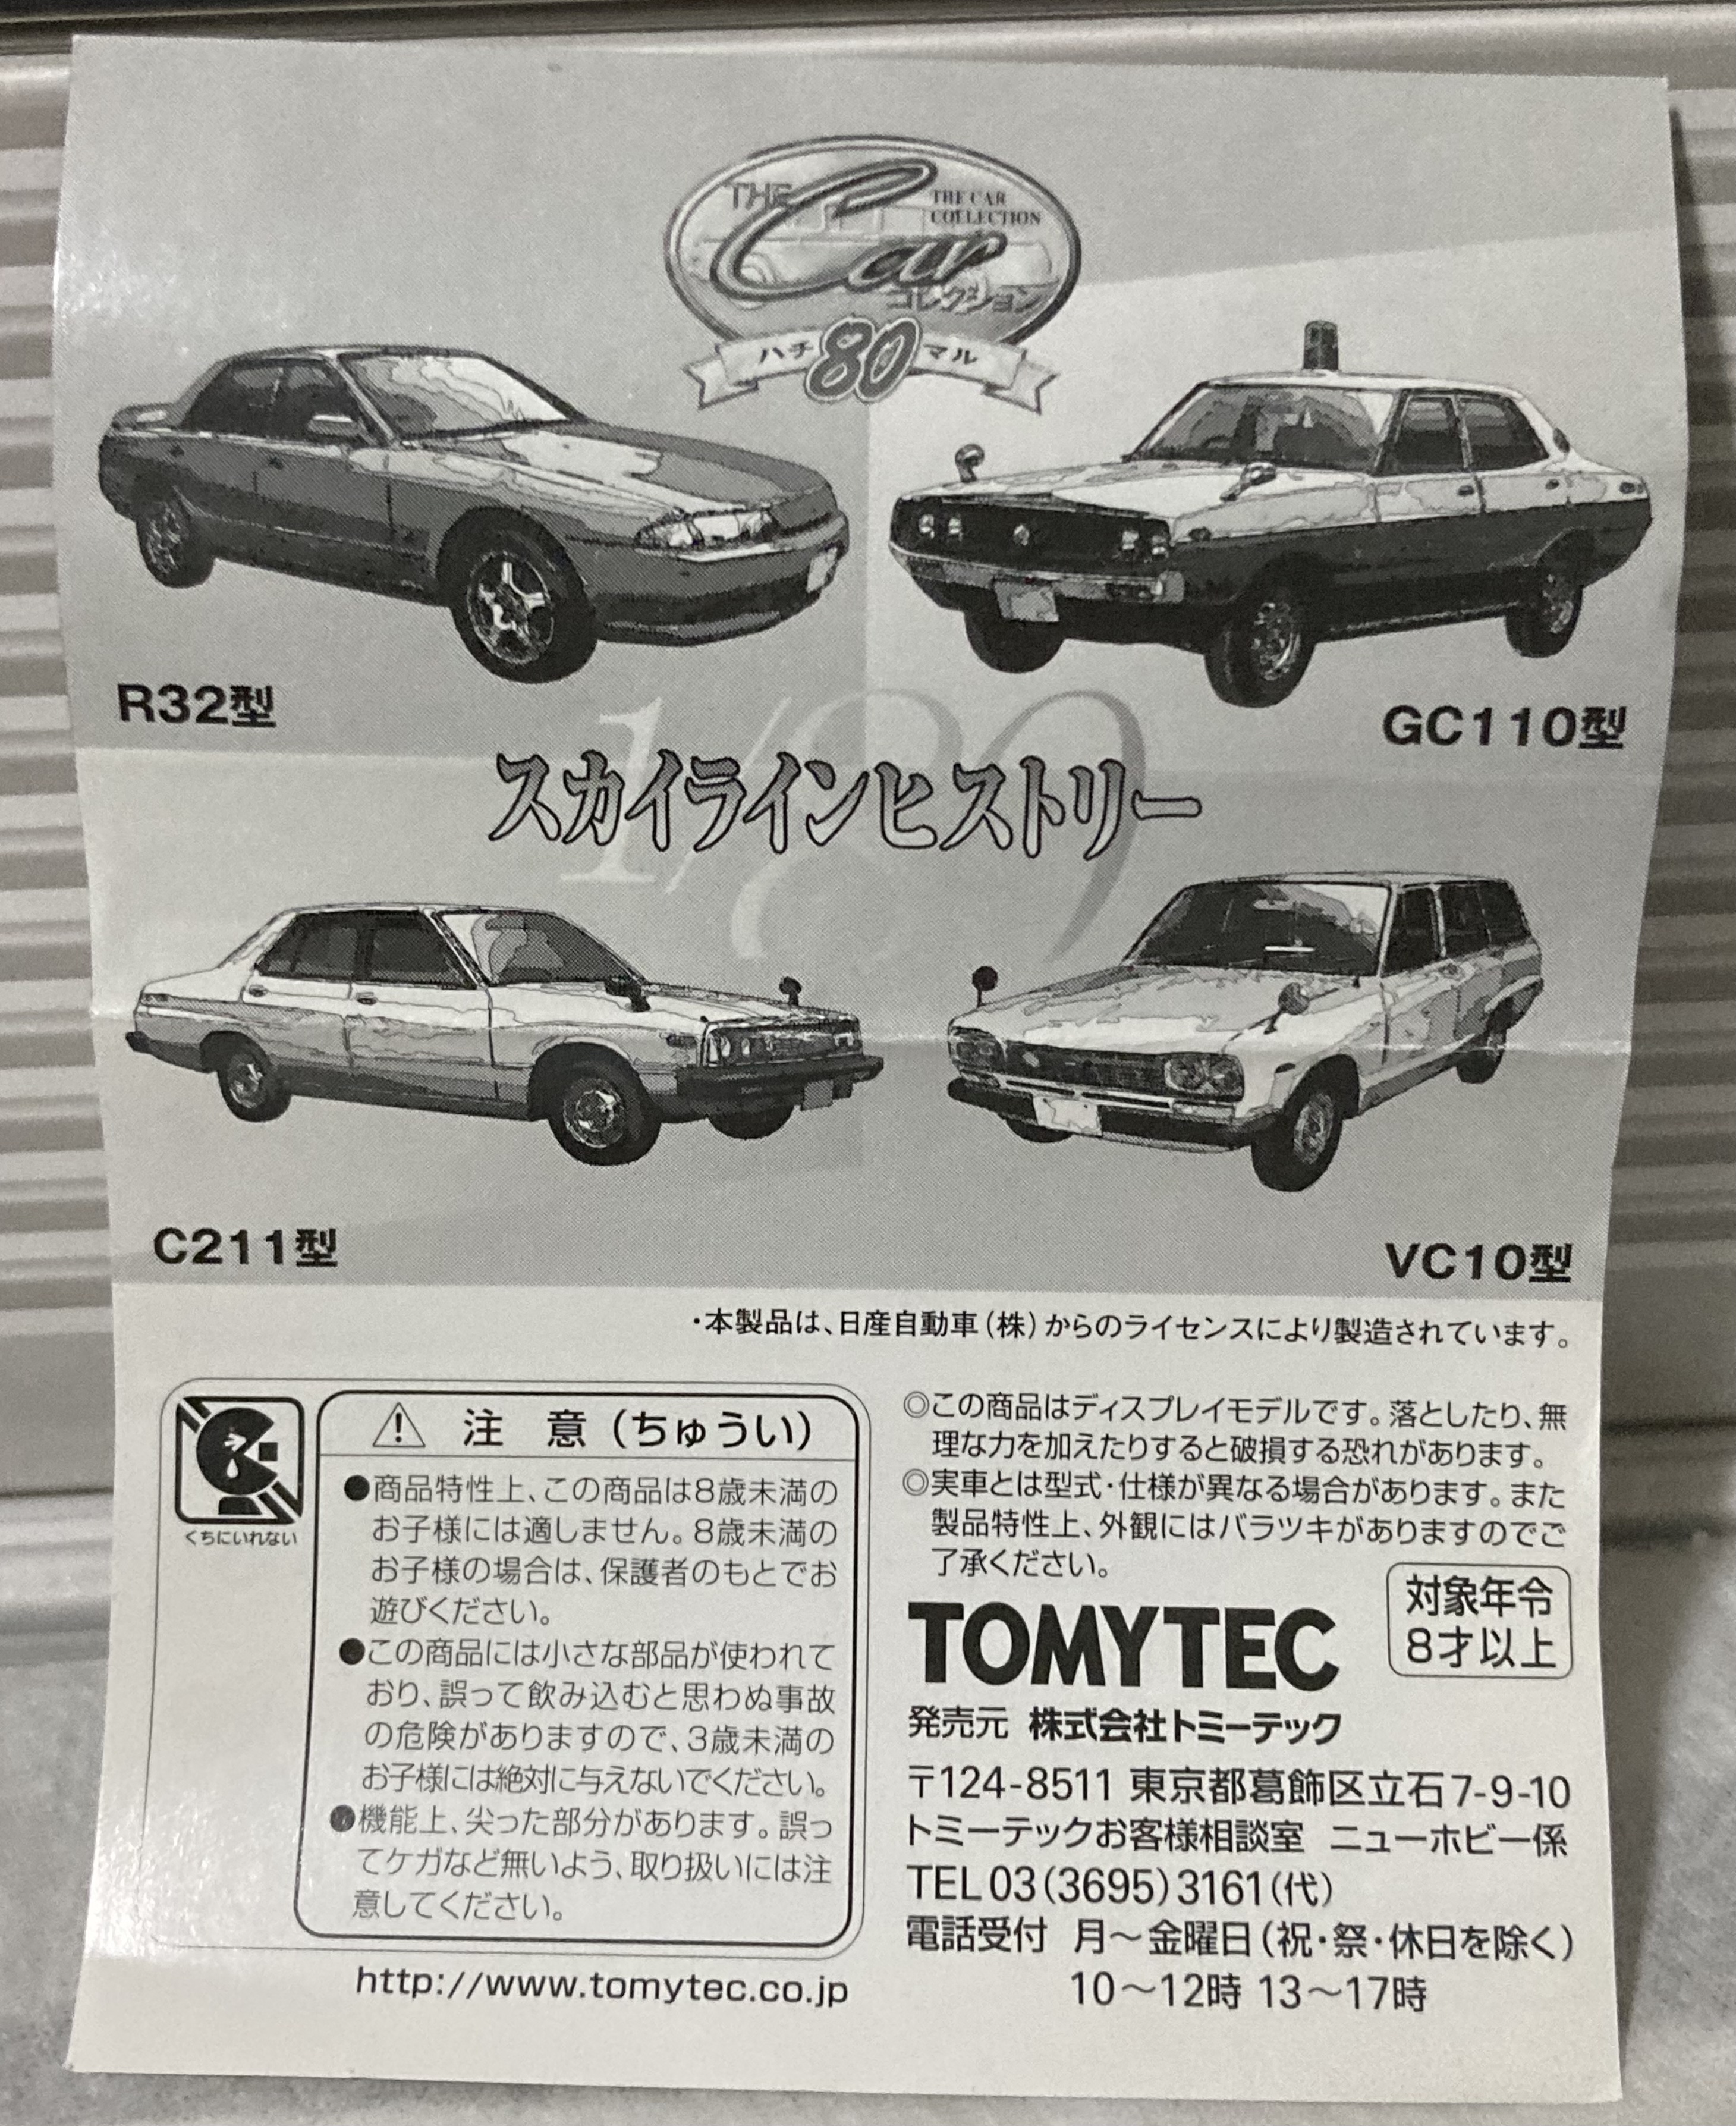 THE Car
THE CAR
COLLECTION
コレクション
ハチ 80 マル
R32型
GC110型
1/80
スカイラインヒストリー
C211型
VC10型
・本製品は、日産自動車(株)からのライセンスにより製造されています。
くちにいれない
注 意(ちゅうい)
●商品特性上、この商品は8歳未満の
お子様には適しません。8歳未満の
お子様の場合は、保護者のもとでお
遊びください。
●この商品には小さな部品が使われて
おり、誤って飲み込むと思わぬ事故
の危険がありますので、3歳未満の
お子様には絶対に与えないでください。
●機能上、尖った部分があります。誤っ
てケガなど無いよう、取り扱いには注
意してください。
http://www.tomytec.co.jp
◎この商品はディスプレイモデルです。落としたり、無
理な力を加えたりすると破損する恐れがあります。
◎実車とは型式・仕様が異なる場合があります。また
製品特性上、外観にはバラツキがありますのでご
了承ください。
対象年令
8才以上
TOMYTEC
発売元 株式会社トミーテック
〒124-8511 東京都葛飾区立石7-9-10
トミーテックお客様相談室 ニューホビー係
TEL03(3695)3161(代)
電話受付 月～金曜日(祝・祭・休日を除く)
10～12時 13～17時